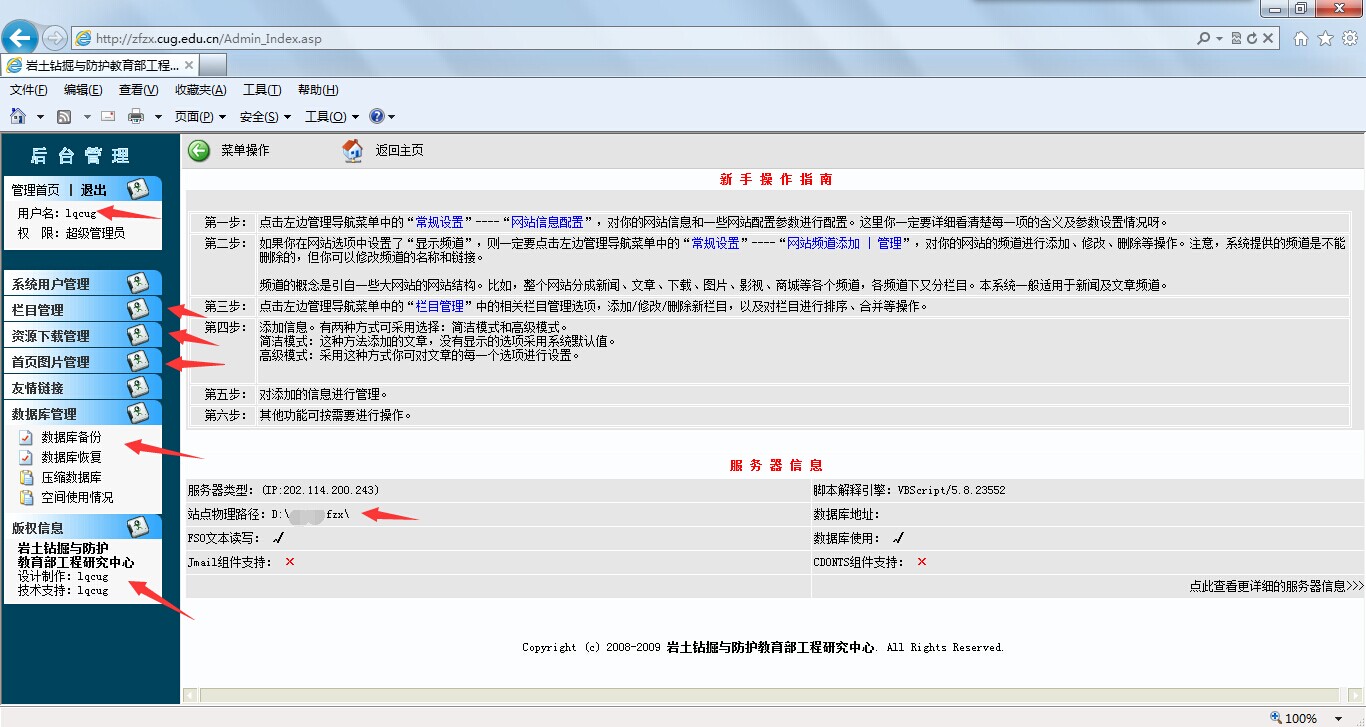 http://zfzx.cug.edu.cn/Admin_Index.asp
岩土钻掘与防护教育部工程...
文件(F) 编辑(E) 查看(V) 收藏夹(A) 工具(T) 帮助(H)
页面(P) 安全(S) 工具(O)
后台管理
管理首页 | 退出
用户名: lqcug
权 限: 超级管理员
系统用户管理
栏目管理
资源下载管理
首页图片管理
友情链接
数据库管理
数据库备份
数据库恢复
压缩数据库
空间使用情况
版权信息
岩土钻掘与防护
教育部工程研究中心
设计制作: lqcug
技术支持: lqcug
菜单操作 返回主页
新手操作指南
第一步: 点击左边管理导航菜单中的“常规设置”----“网站信息配置”,对你的网站信息和一些网站配置参数进行配置。这里你一定要详细看清楚每一项的含义及参数设置情况呀。
第二步: 如果你在网站选项中设置了“显示频道”,则一定要点击左边管理导航菜单中的“常规设置”----“网站频道添加 | 管理”,对你的网站的频道进行添加、修改、删除等操作。注意,系统提供的频道是不能
删除的,但你可以修改频道的名称和链接。
频道的概念是引自一些大网站的网站结构。比如,整个网站分成新闻、文章、下载、图片、影视、商城等各个频道,各频道下又分栏目。本系统一般适用于新闻及文章频道。
第三步: 点击左边管理导航菜单中的“栏目管理”中的相关栏目管理选项,添加/修改/删除新栏目,以及对栏目进行排序、合并等操作。
第四步: 添加信息。有两种方式可采用选择: 简洁模式和高级模式。
简洁模式: 这种方法添加的文章,没有显示的选项采用系统默认值。
高级模式: 采用这种方式你可对文章的每一个选项进行设置。
第五步: 对添加的信息进行管理。
第六步: 其他功能可按需要进行操作。
服务器信息
服务器类型: (IP:202.114.200.243) 脚本解释引擎: VBScript/5.8.23552
站点物理路径: D:\ fzx\ 数据库地址:
FSO文本读写: √ 数据库使用: √
Jmail组件支持: × CDONTS组件支持: ×
点此查看更详细的服务器信息>>>
Copyright (c) 2008-2009 岩土钻掘与防护教育部工程研究中心. All Rights Reserved.
100%